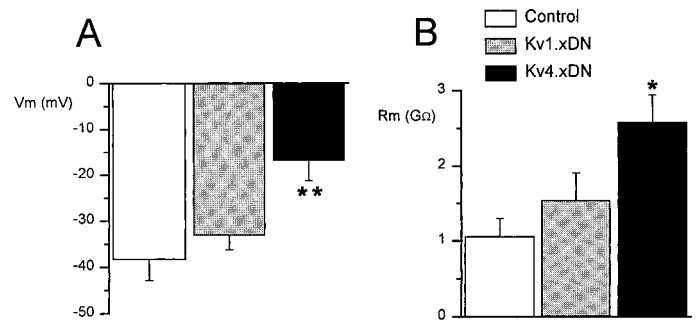 A
Vm (mV)
0
-10
-20
-30
-40
-50
**
Control
Kv1.xDN
Kv4.xDN
B
Rm (GΩ)
3
2
1
0
*